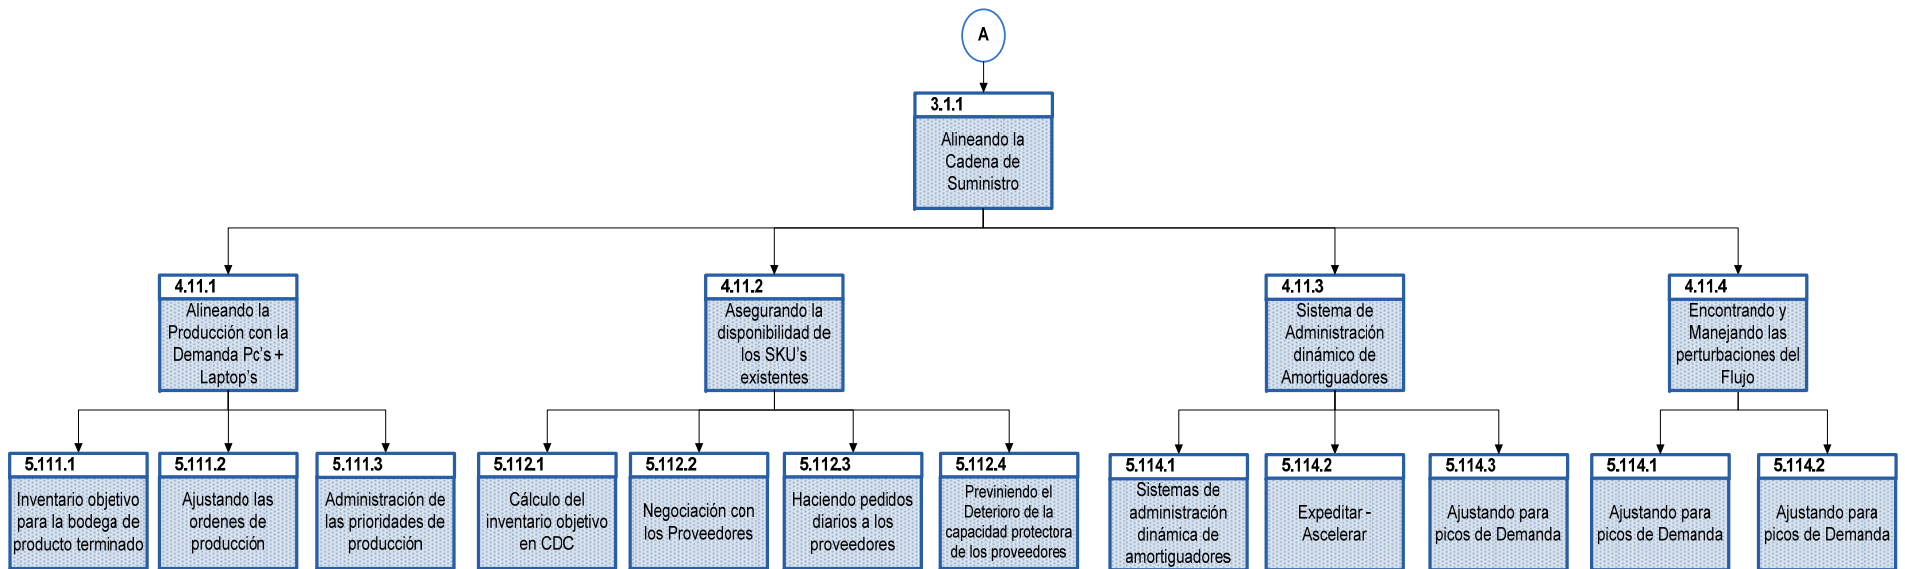 A
3.1.1
Alineando la
Cadena de
Suministro
4.11.1
Alineando la
Producción con la
Demanda Pc's +
Laptop's
4.11.2
Asegurando la
disponibilidad de
los SKU's
existentes
4.11.3
Sistema de
Administración
dinámico de
Amortiguadores
4.11.4
Encontrando y
Manejando las
perturbaciones del
Flujo
5.111.1
Inventario objetivo
para la bodega de
producto terminado
5.111.2
Ajustando las
ordenes de
producción
5.111.3
Administración de
las prioridades de
producción
5.112.1
Cálculo del
inventario objetivo
en CDC
5.112.2
Negociación con
los Proveedores
5.112.3
Haciendo pedidos
diarios a los
proveedores
5.112.4
Previniendo el
Deterioro de la
capacidad protectora
de los proveedores
5.114.1
Sistemas de
administración
dinámica de
amortiguadores
5.114.2
Expeditar -
Ascelerar
5.114.3
Ajustando para
picos de Demanda
5.114.1
Ajustando para
picos de Demanda
5.114.2
Ajustando para
picos de Demanda